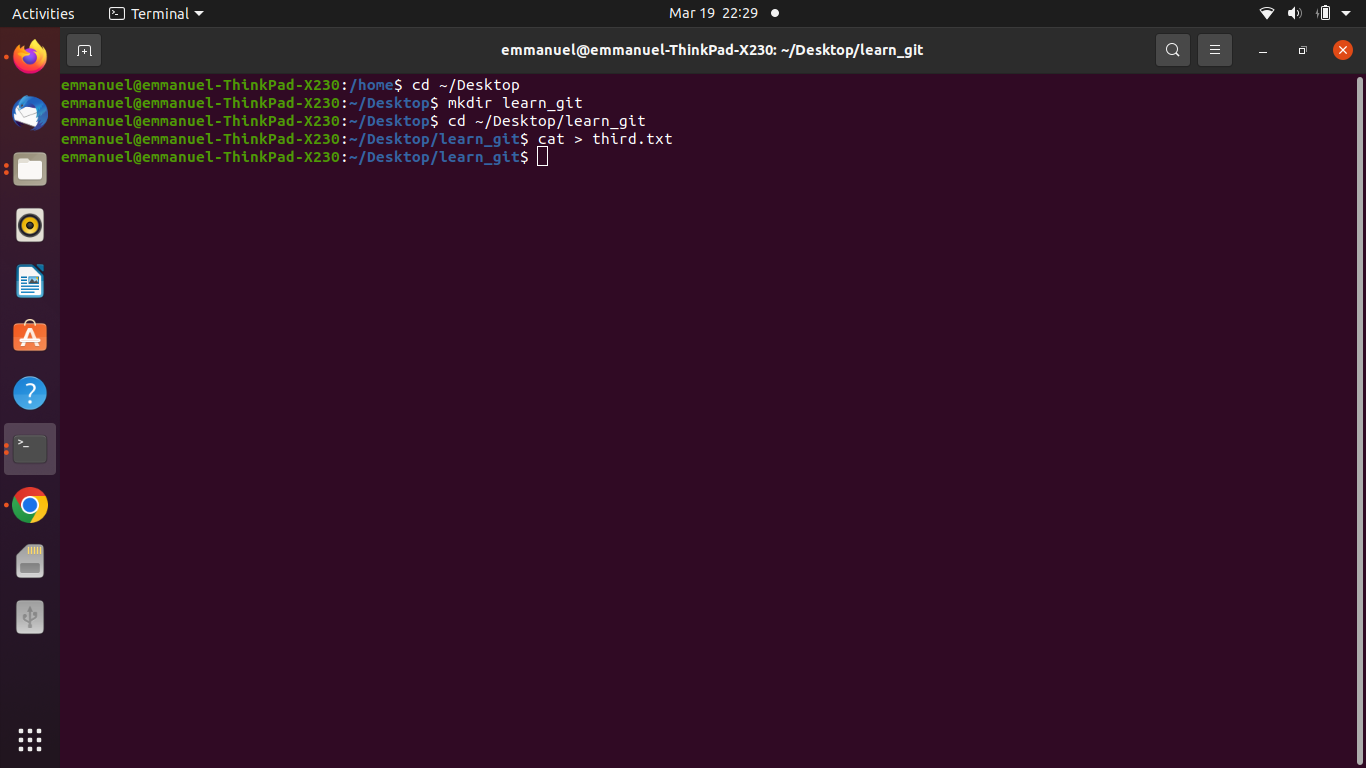 Activities
Terminal
Mar 19 22:29
emmanuel@emmanuel-ThinkPad-X230: ~/Desktop/learn_git
emmanuel@emmanuel-ThinkPad-X230:/home$ cd ~/Desktop
emmanuel@emmanuel-ThinkPad-X230:~/Desktop$ mkdir learn_git
emmanuel@emmanuel-ThinkPad-X230:~/Desktop$ cd ~/Desktop/learn_git
emmanuel@emmanuel-ThinkPad-X230:~/Desktop/learn_git$ cat > third.txt
emmanuel@emmanuel-ThinkPad-X230:~/Desktop/learn_git$